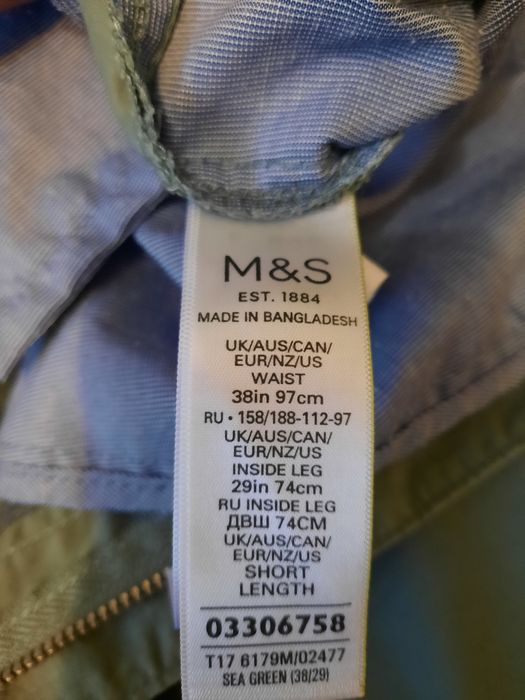 M&S
EST. 1884
MADE IN BANGLADESH
UK/AUS/CAN/
EUR/NZ/US
WAIST
38in 97cm
RU • 158/188-112-97
UK/AUS/CAN/
EUR/NZ/US
INSIDE LEG
29in 74cm
RU INSIDE LEG
ДВШ 74СМ
UK/AUS/CAN/
EUR/NZ/US
SHORT
LENGTH
03306758
T17 6179M/02477
SEA GREEN (38/29)